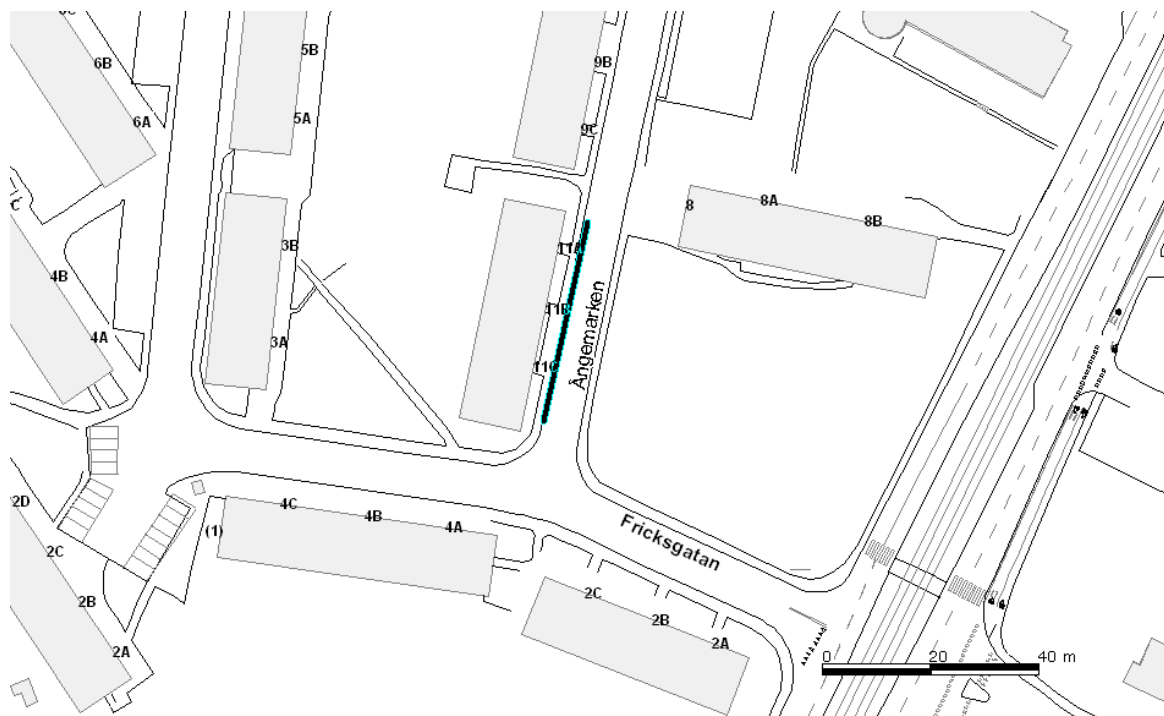 6C
6B
6A
5B
5A
9B
9C
8
8A
8B
C
4B
4A
3B
3A
11A
11B
11C
Ängemarken
2D
2C
2B
2A
(1)
4C
4B
4A
Fricksgatan
2C
2B
2A
0 20 40 m